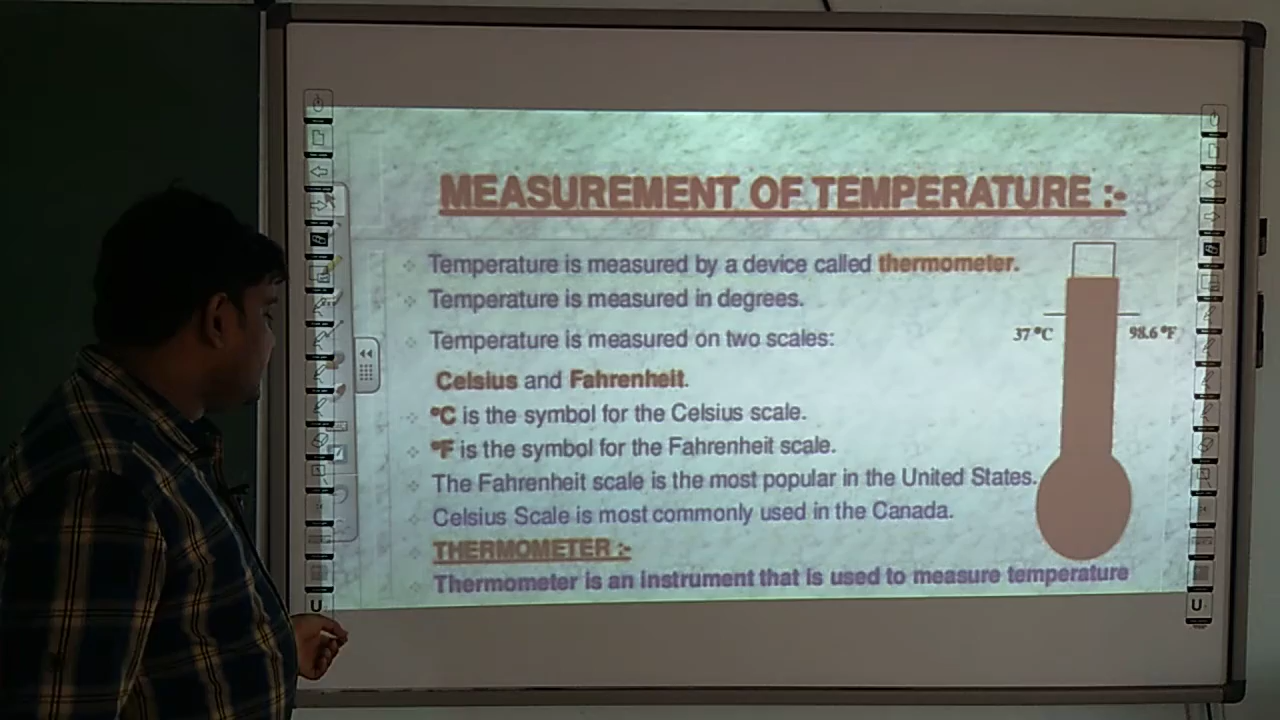 MEASUREMENT OF TEMPERATURE :-
Temperature is measured by a device called thermometer.
Temperature is measured in degrees.
37 °C
98.6 °F
Temperature is measured on two scales:
Celsius and Fahrenheit.
°C is the symbol for the Celsius scale.
°F is the symbol for the Fahrenheit scale.
The Fahrenheit scale is the most popular in the United States.
Celsius Scale is most commonly used in the Canada.
THERMOMETER :-
Thermometer is an instrument that is used to measure temperature
U
U